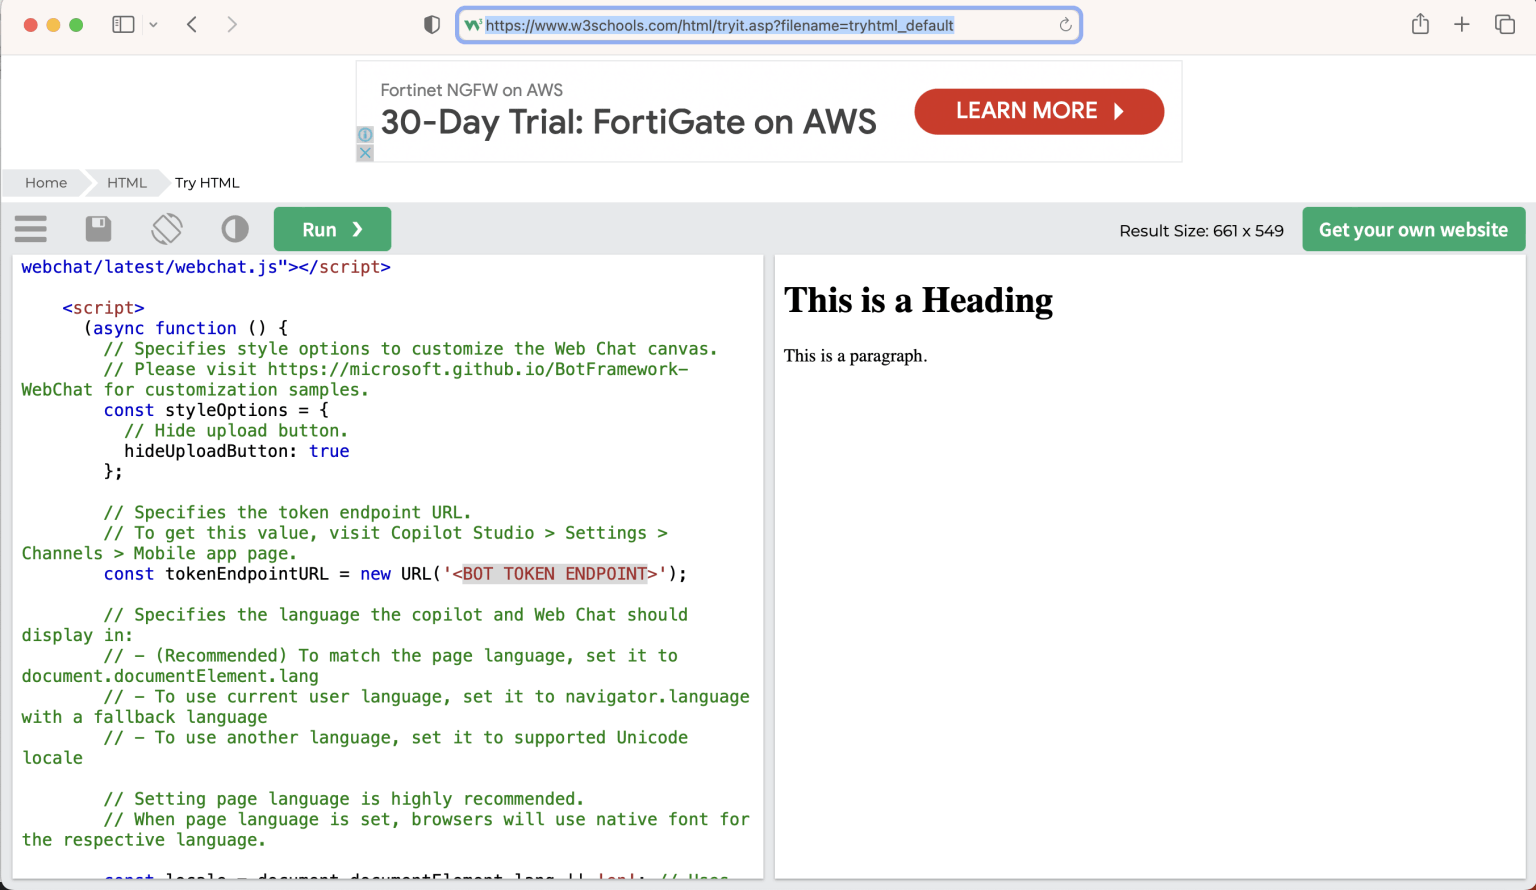 https://www.w3schools.com/html/tryit.asp?filename=tryhtml_default
Fortinet NGFW on AWS
30-Day Trial: FortiGate on AWS
LEARN MORE
Home
HTML
Try HTML
Run ❯
Result Size: 661 x 549
Get your own website
webchat/latest/webchat.js"></script>
<script>
(async function () {
// Specifies style options to customize the Web Chat canvas.
// Please visit https://microsoft.github.io/BotFramework-
WebChat for customization samples.
const styleOptions = {
// Hide upload button.
hideUploadButton: true
};
// Specifies the token endpoint URL.
// To get this value, visit Copilot Studio > Settings >
Channels > Mobile app page.
const tokenEndpointURL = new URL('<BOT TOKEN ENDPOINT>');
// Specifies the language the copilot and Web Chat should
display in:
// - (Recommended) To match the page language, set it to
document.documentElement.lang
// - To use current user language, set it to navigator.language
with a fallback language
// - To use another language, set it to supported Unicode
locale
// Setting page language is highly recommended.
// When page language is set, browsers will use native font for
the respective language.
const locale = document.documentElement.lang || 'en'; // Uses
This is a Heading
This is a paragraph.